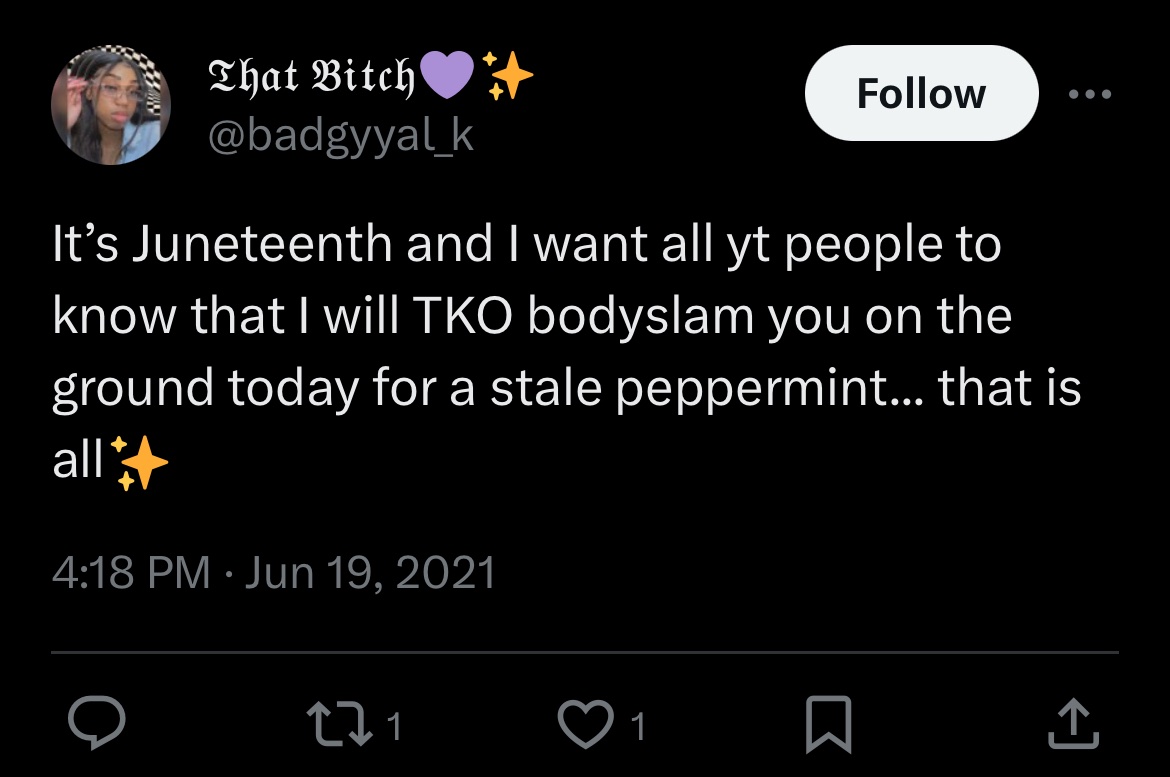 𝕿𝖍𝖆𝖙 𝕭𝖎𝖙𝖈𝖍💜✨
@badgyyal_k
Follow
It’s Juneteenth and I want all yt people to
know that I will TKO bodyslam you on the
ground today for a stale peppermint... that is
all✨
4:18 PM · Jun 19, 2021
1
1